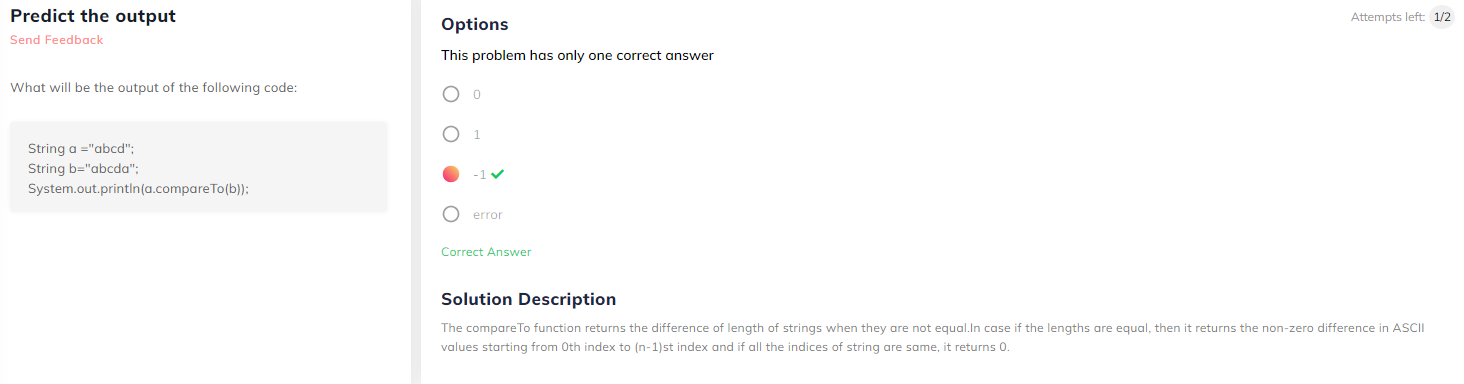 Predict the output
Send Feedback
What will be the output of the following code:
String a ="abcd";
String b="abcda";
System.out.println(a.compareTo(b));
Options
Attempts left: 1/2
This problem has only one correct answer
0
1
-1
error
Correct Answer
Solution Description
The compareTo function returns the difference of length of strings when they are not equal.In case if the lengths are equal, then it returns the non-zero difference in ASCII
values starting from 0th index to (n-1)st index and if all the indices of string are same, it returns 0.